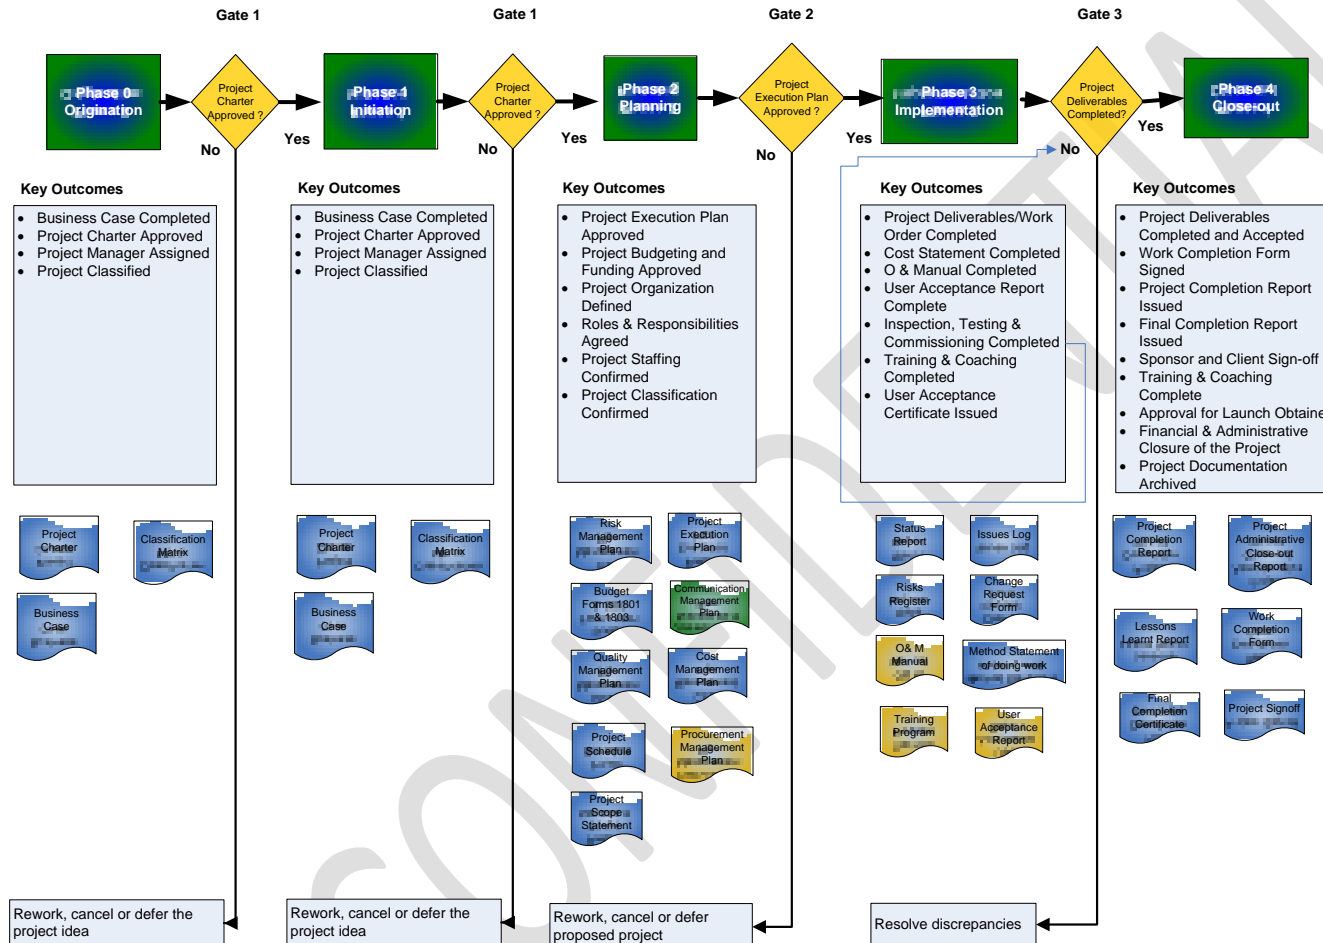 Gate 1
Gate 1
Gate 2
Gate 3
Phase 0
Origination
Project
Charter
Approved ?
Phase 1
Initiation
Project
Charter
Approved ?
Phase 2
Planning
Project
Execution Plan
Approved ?
Phase 3
Implementation
Project
Deliverables
Completed?
Phase 4
Close-out
Yes
No
Yes
No
Yes
No
Yes
No
Key Outcomes
• Business Case Completed
• Project Charter Approved
• Project Manager Assigned
• Project Classified
Key Outcomes
• Business Case Completed
• Project Charter Approved
• Project Manager Assigned
• Project Classified
Key Outcomes
• Project Execution Plan
Approved
• Project Budgeting and
Funding Approved
• Project Organization
Defined
• Roles & Responsibilities
Agreed
• Project Staffing
Confirmed
• Project Classification
Confirmed
Key Outcomes
• Project Deliverables/Work
Order Completed
• Cost Statement Completed
• O & Manual Completed
• User Acceptance Report
Complete
• Inspection, Testing &
Commissioning Completed
• Training & Coaching
Completed
• User Acceptance
Certificate Issued
Key Outcomes
• Project Deliverables
Completed and Accepted
• Work Completion Form
Signed
• Project Completion Report
Issued
• Final Completion Report
Issued
• Sponsor and Client Sign-off
• Training & Coaching
Complete
• Approval for Launch Obtaine
• Financial & Administrative
Closure of the Project
• Project Documentation
Archived
Project
Charter
Classification
Matrix
Business
Case
Project
Charter
Classification
Matrix
Business
Case
Risk
Management
Plan
Project
Execution
Plan
Budget
Forms 1801
& 1803
Communication
Management
Plan
Quality
Management
Plan
Cost
Management
Plan
Project
Schedule
Procurement
Management
Plan
Project
Scope
Statement
Status
Report
Issues Log
Risks
Register
Change
Request
Form
O& M
Manual
Method Statement
of doing work
Training
Program
User
Acceptance
Report
Project
Completion
Report
Project
Administrative
Close-out
Report
Lessons
Learnt Report
Work
Completion
Form
Final
Completion
Certificate
Project Signoff
Rework, cancel or defer the
project idea
Rework, cancel or defer the
project idea
Rework, cancel or defer
proposed project
Resolve discrepancies
CONFIDENTIAL